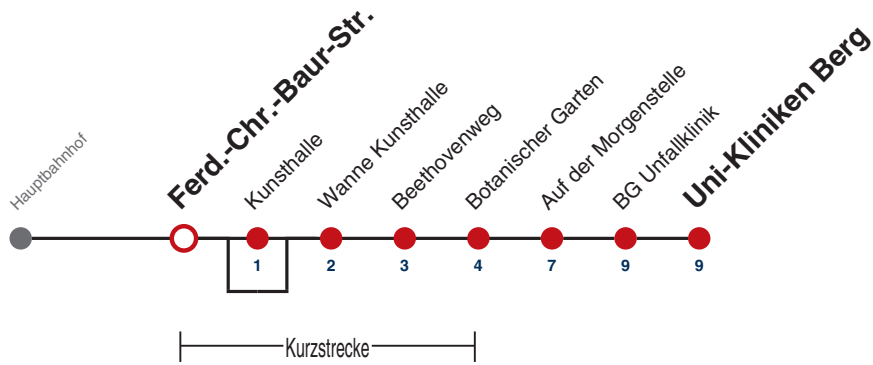 Hauptbahnhof
Ferd.-Chr.-Baur-Str.
Kunsthalle
Wanne Kunsthalle
Beethovenweg
Botanischer Garten
Auf der Morgenstelle
BG Unfallklinik
Uni-Kliniken Berg
1 2 3 4 7 9 9
Kurzstrecke